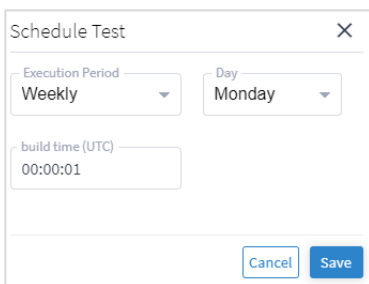 Schedule Test
Execution Period Day
Weekly Monday
build time (UTC)
00:00:01
Cancel Save